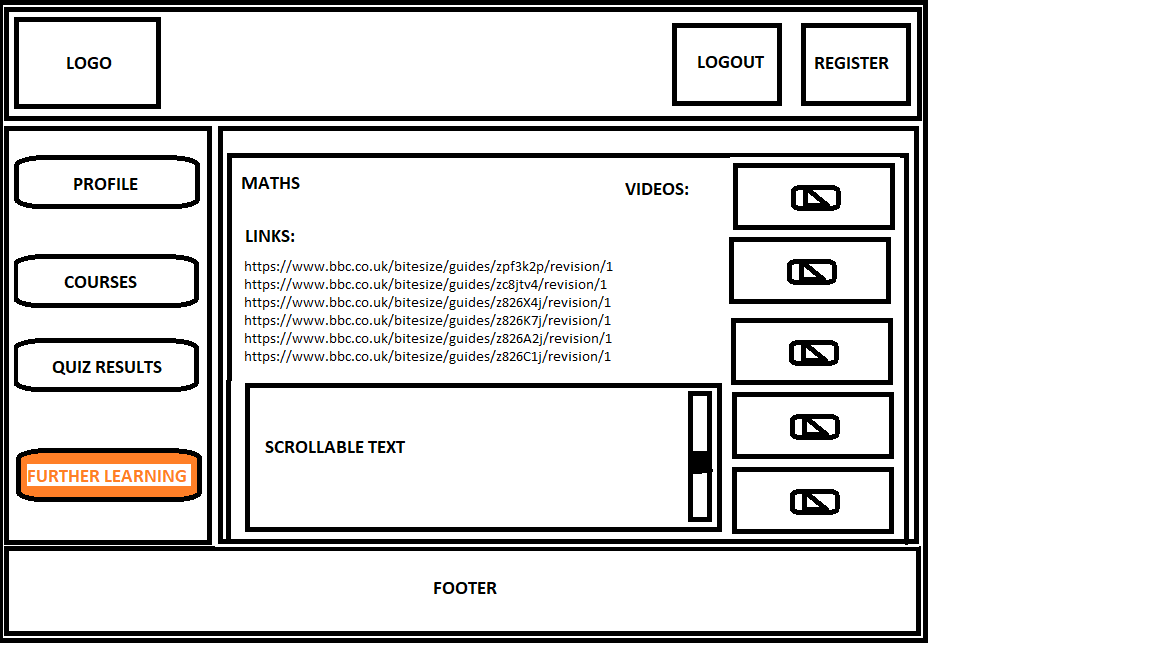 LOGO
LOGOUT
REGISTER
PROFILE
COURSES
QUIZ RESULTS
FURTHER LEARNING
MATHS
VIDEOS:
LINKS:
https://www.bbc.co.uk/bitesize/guides/zpf3k2p/revision/1
https://www.bbc.co.uk/bitesize/guides/zc8jtv4/revision/1
https://www.bbc.co.uk/bitesize/guides/z826X4j/revision/1
https://www.bbc.co.uk/bitesize/guides/z826K7j/revision/1
https://www.bbc.co.uk/bitesize/guides/z826A2j/revision/1
https://www.bbc.co.uk/bitesize/guides/z826C1j/revision/1
SCROLLABLE TEXT
FOOTER